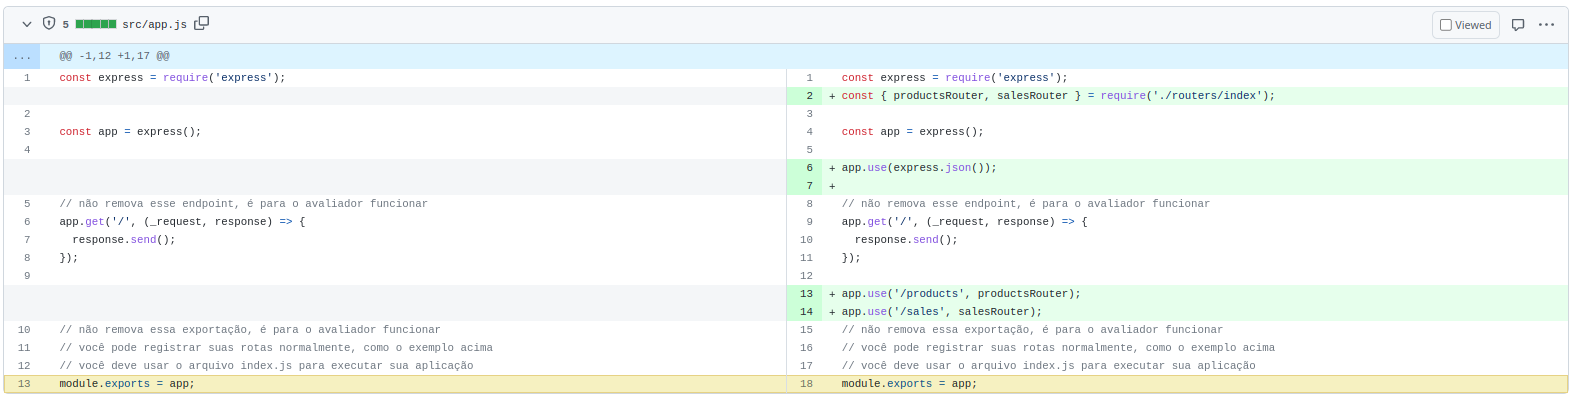 5 src/app.js Viewed
... @@ -1,12 +1,17 @@
1 const express = require('express'); 1 const express = require('express');
2 + const { productsRouter, salesRouter } = require('./routers/index');
2 3
3 const app = express(); 4 const app = express();
4 5
6 + app.use(express.json());
7 +
5 // não remova esse endpoint, é para o avaliador funcionar 8 // não remova esse endpoint, é para o avaliador funcionar
6 app.get('/', (_request, response) => { 9 app.get('/', (_request, response) => {
7 response.send(); 10 response.send();
8 }); 11 });
9 12
13 + app.use('/products', productsRouter);
14 + app.use('/sales', salesRouter);
10 // não remova essa exportação, é para o avaliador funcionar 15 // não remova essa exportação, é para o avaliador funcionar
11 // você pode registrar suas rotas normalmente, como o exemplo acima 16 // você pode registrar suas rotas normalmente, como o exemplo acima
12 // você deve usar o arquivo index.js para executar sua aplicação 17 // você deve usar o arquivo index.js para executar sua aplicação
13 module.exports = app; 18 module.exports = app;